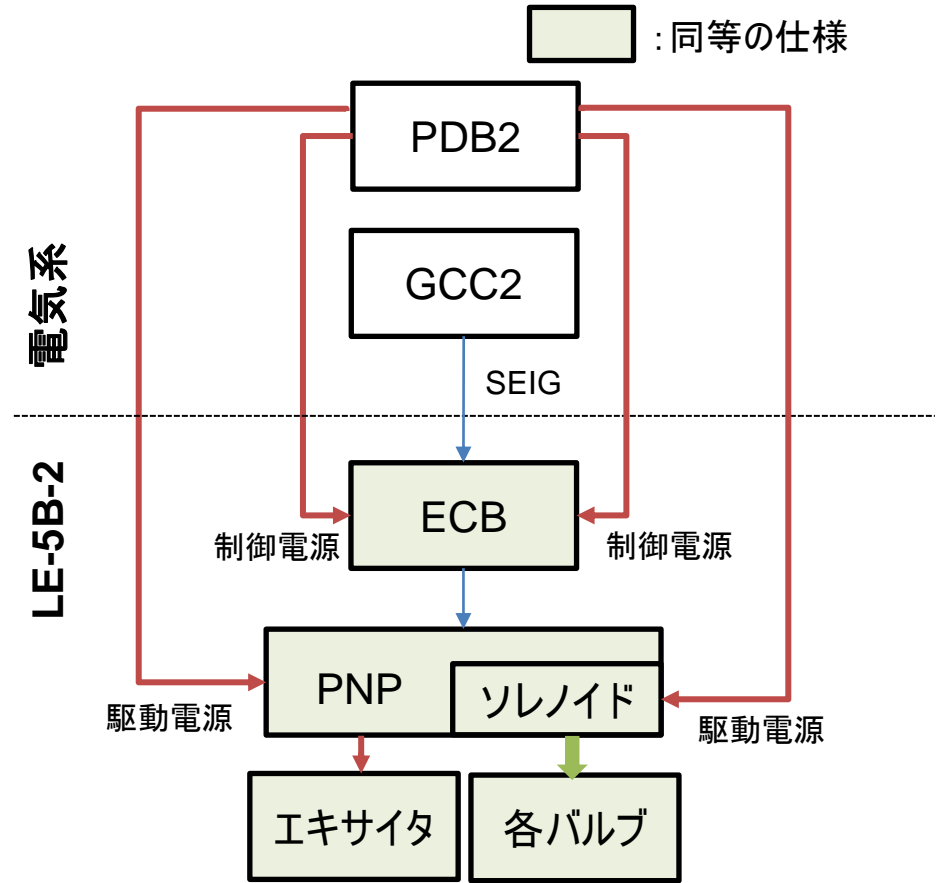 ：同等の仕様
PDB2
GCC2
電気系
SEIG
LE-5B-2
ECB
制御電源
制御電源
PNP
ソレノイド
駆動電源
駆動電源
エキサイタ
各バルブ